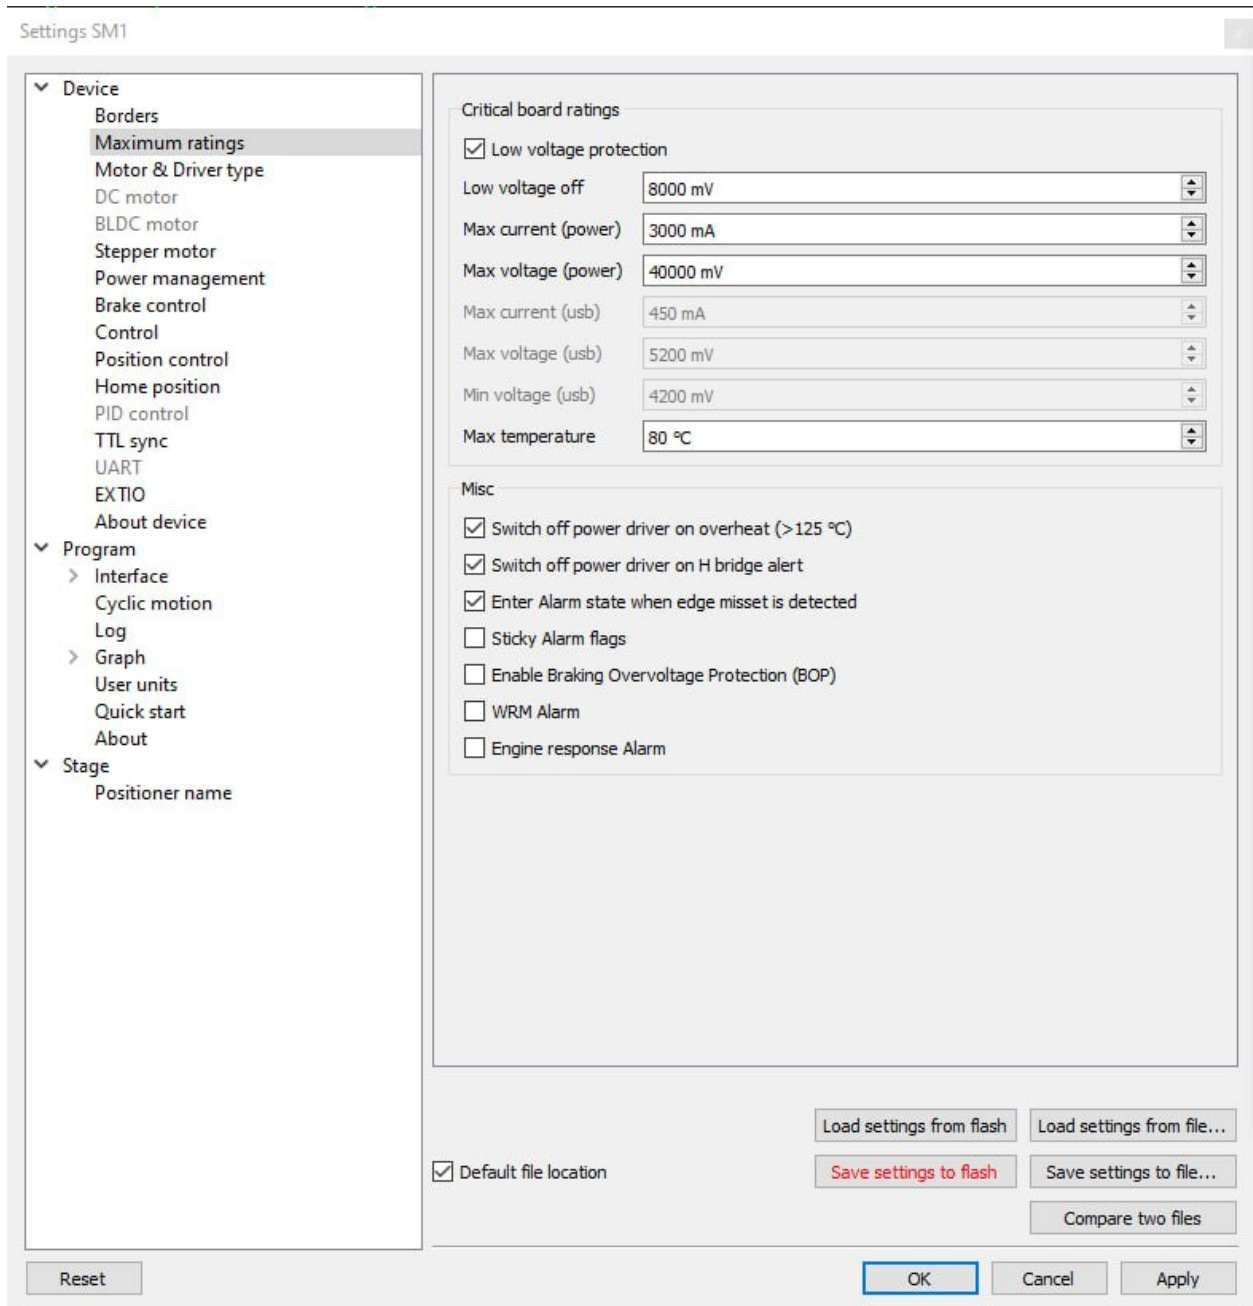 Settings SM1
Device
Borders
Maximum ratings
Motor & Driver type
DC motor
BLDC motor
Stepper motor
Power management
Brake control
Control
Position control
Home position
PID control
TTL sync
UART
EXTIO
About device
Program
Interface
Cyclic motion
Log
Graph
User units
Quick start
About
Stage
Positioner name
Critical board ratings
Low voltage protection
Low voltage off 8000 mV
Max current (power) 3000 mA
Max voltage (power) 40000 mV
Max current (usb) 450 mA
Max voltage (usb) 5200 mV
Min voltage (usb) 4200 mV
Max temperature 80 °C
Misc
Switch off power driver on overheat (>125 °C)
Switch off power driver on H bridge alert
Enter Alarm state when edge misset is detected
Sticky Alarm flags
Enable Braking Overvoltage Protection (BOP)
WRM Alarm
Engine response Alarm
Load settings from flash Load settings from file...
Default file location Save settings to flash Save settings to file...
Compare two files
Reset OK Cancel Apply